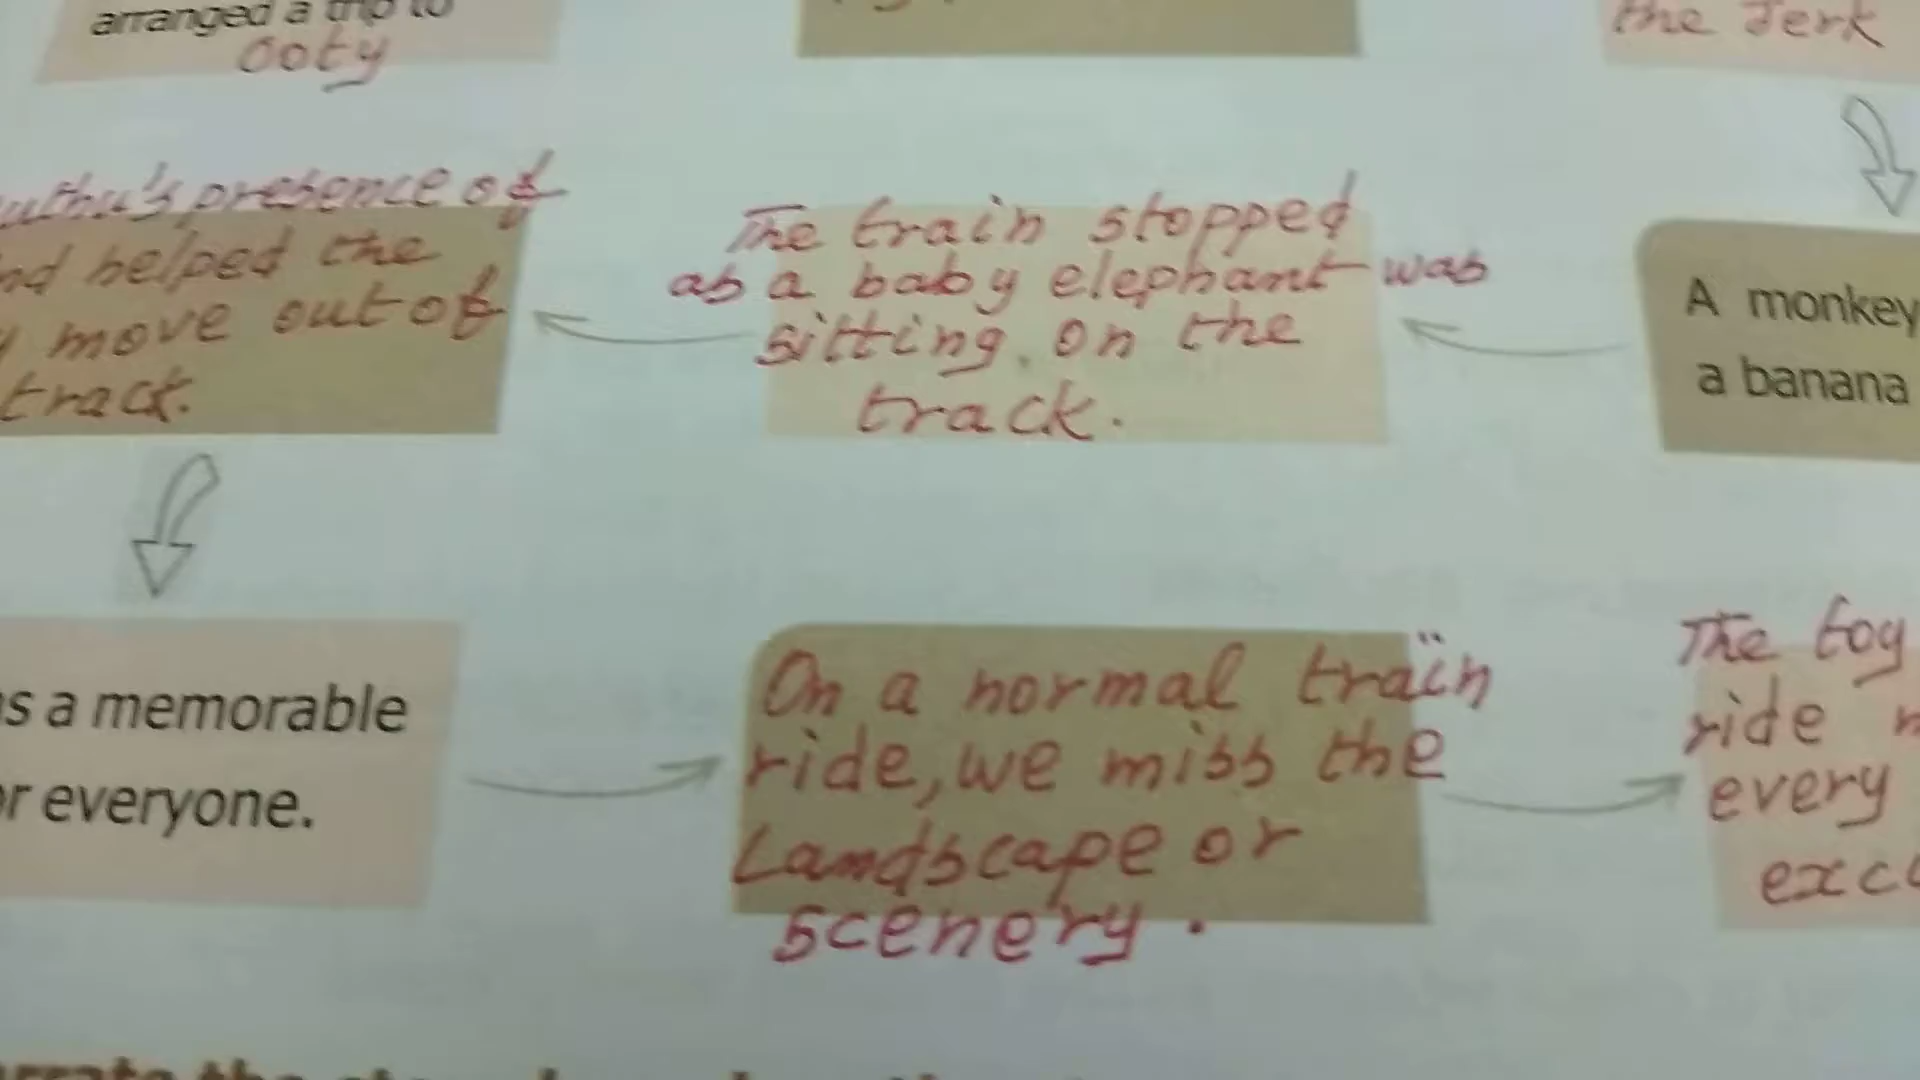 arranged a trip to
ooty
the Jerk
presence of
helped the
move out of
track.
The train stopped
as a baby elephant was
sitting on the
track.
A monkey
a banana
a memorable
everyone.
On a normal train
ride, we miss the
Landscape or
scenery.
The toy
ride
every